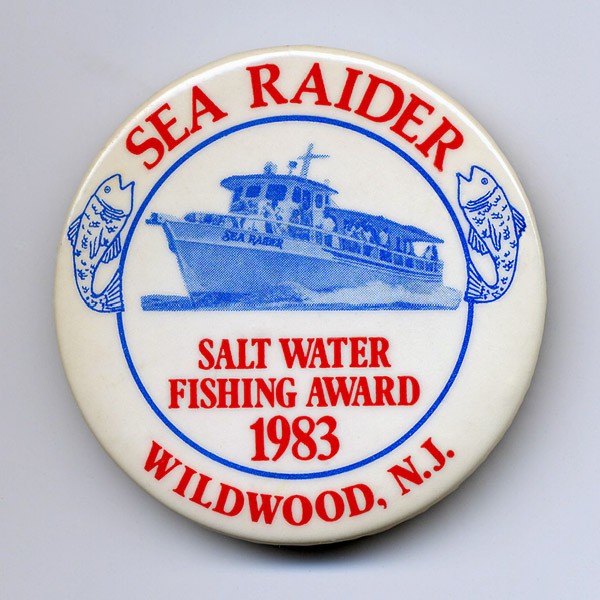 SEA RAIDER
SEA RAIDER
SALT WATER
FISHING AWARD
1983
WILDWOOD, N.J.